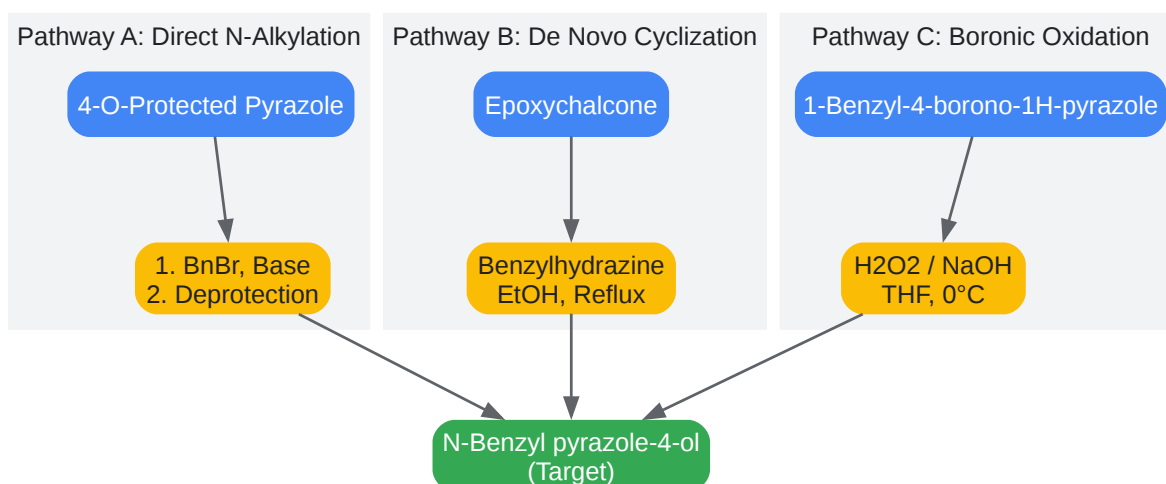 Pathway A: Direct N-Alkylation
Pathway B: De Novo Cyclization
Pathway C: Boronic Oxidation
4-O-Protected Pyrazole
Epoxychalcone
1-Benzyl-4-borono-1H-pyrazole
1. BnBr, Base
2. Deprotection
Benzylhydrazine
EtOH, Reflux
H2O2 / NaOH
THF, 0°C
N-Benzyl pyrazole-4-ol
(Target)